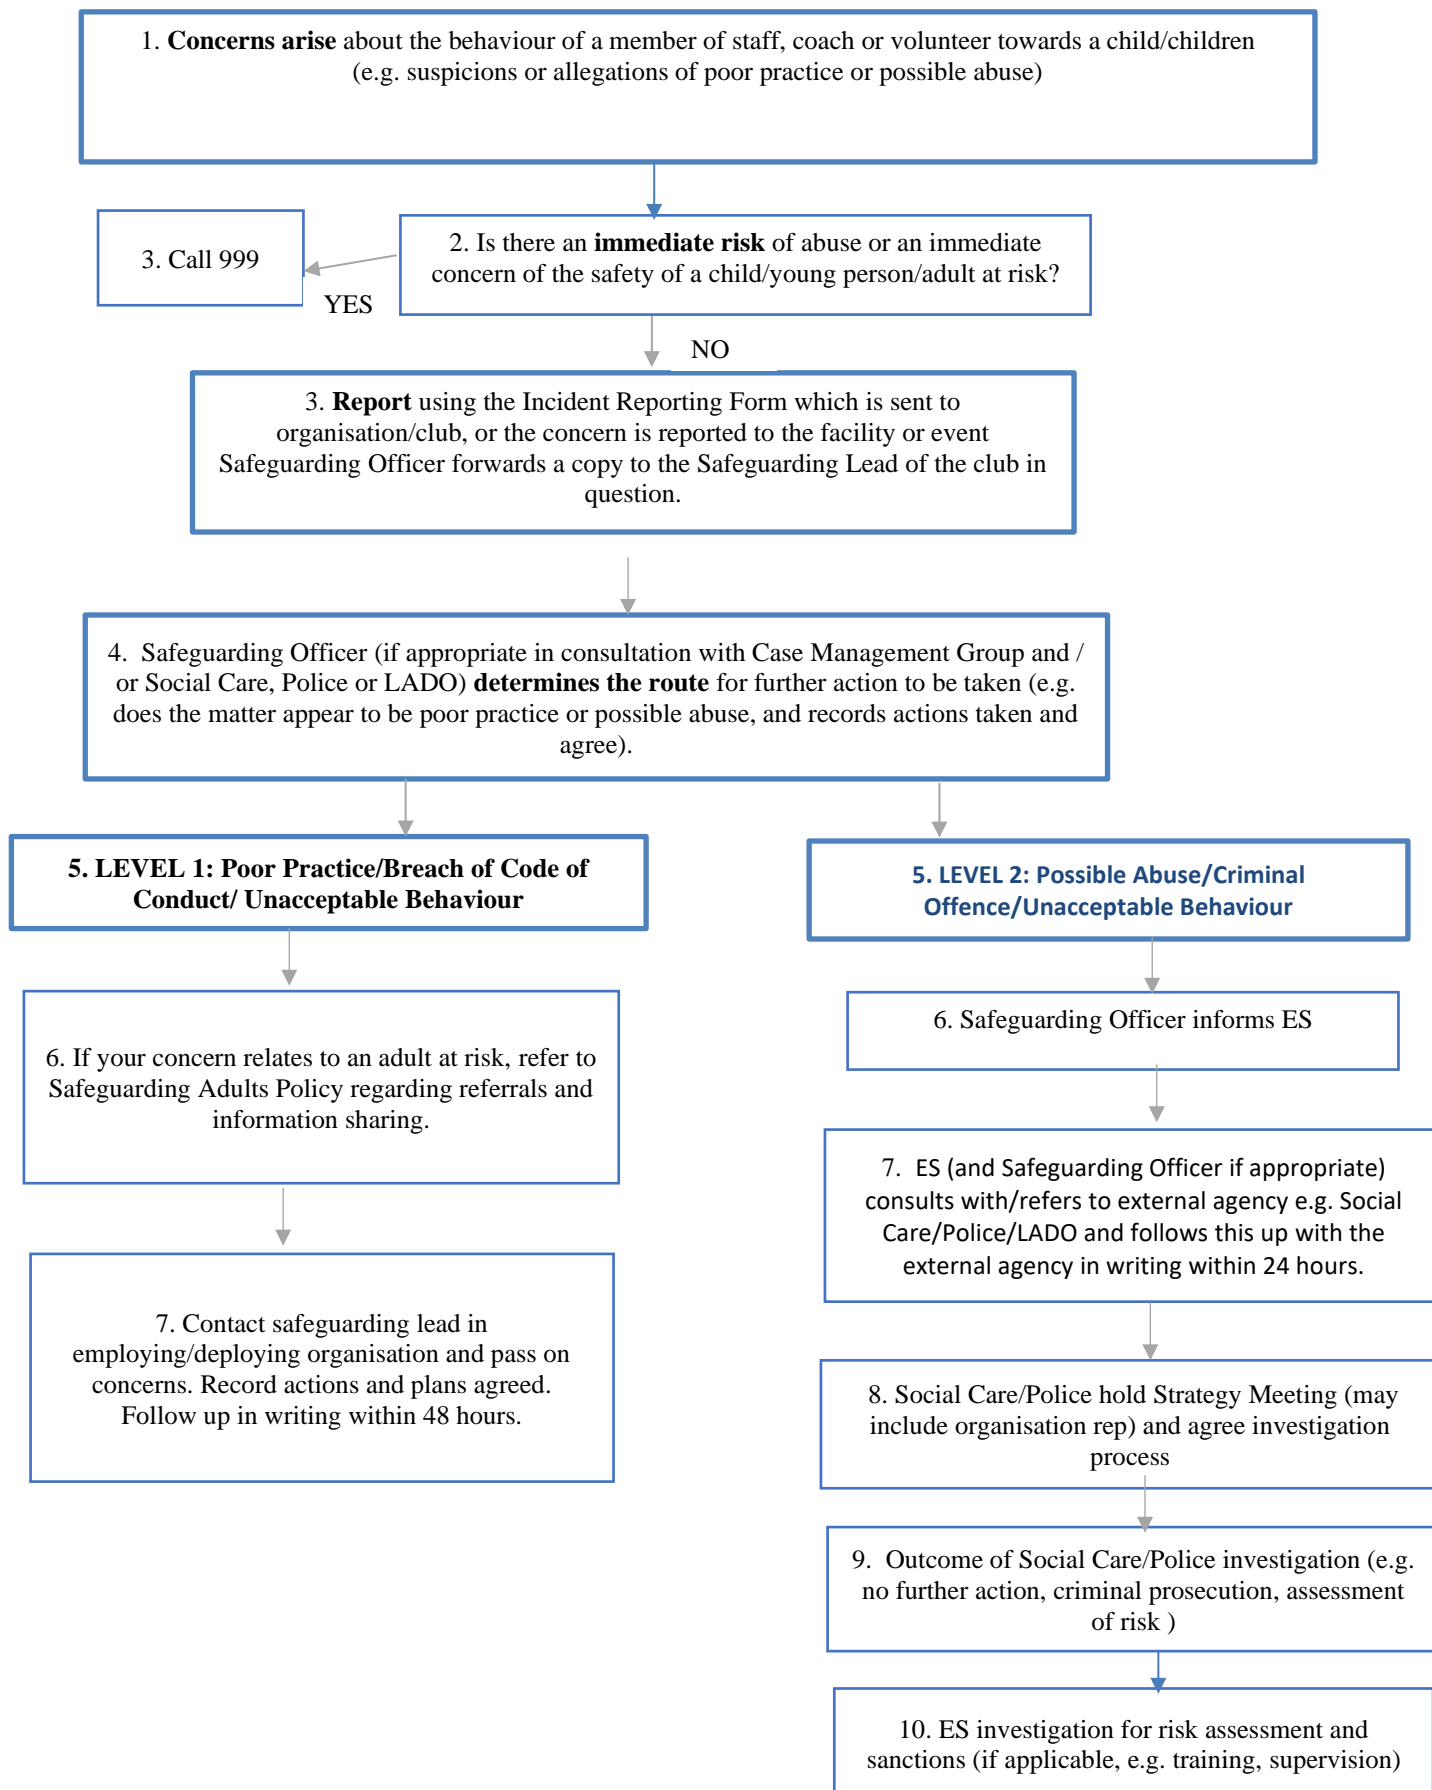 1. Concerns arise about the behaviour of a member of staff, coach or volunteer towards a child/children
(e.g. suspicions or allegations of poor practice or possible abuse)
3. Call 999
2. Is there an immediate risk of abuse or an immediate
concern of the safety of a child/young person/adult at risk?
YES
NO
3. Report using the Incident Reporting Form which is sent to
organisation/club, or the concern is reported to the facility or event
Safeguarding Officer forwards a copy to the Safeguarding Lead of the club in
question.
4. Safeguarding Officer (if appropriate in consultation with Case Management Group and /
or Social Care, Police or LADO) determines the route for further action to be taken (e.g.
does the matter appear to be poor practice or possible abuse, and records actions taken and
agree).
5. LEVEL 1: Poor Practice/Breach of Code of
Conduct/ Unacceptable Behaviour
6. If your concern relates to an adult at risk, refer to
Safeguarding Adults Policy regarding referrals and
information sharing.
7. Contact safeguarding lead in
employing/deploying organisation and pass on
concerns. Record actions and plans agreed.
Follow up in writing within 48 hours.
5. LEVEL 2: Possible Abuse/Criminal
Offence/Unacceptable Behaviour
6. Safeguarding Officer informs ES
7. ES (and Safeguarding Officer if appropriate)
consults with/refers to external agency e.g. Social
Care/Police/LADO and follows this up with the
external agency in writing within 24 hours.
8. Social Care/Police hold Strategy Meeting (may
include organisation rep) and agree investigation
process
9. Outcome of Social Care/Police investigation (e.g.
no further action, criminal prosecution, assessment
of risk )
10. ES investigation for risk assessment and
sanctions (if applicable, e.g. training, supervision)